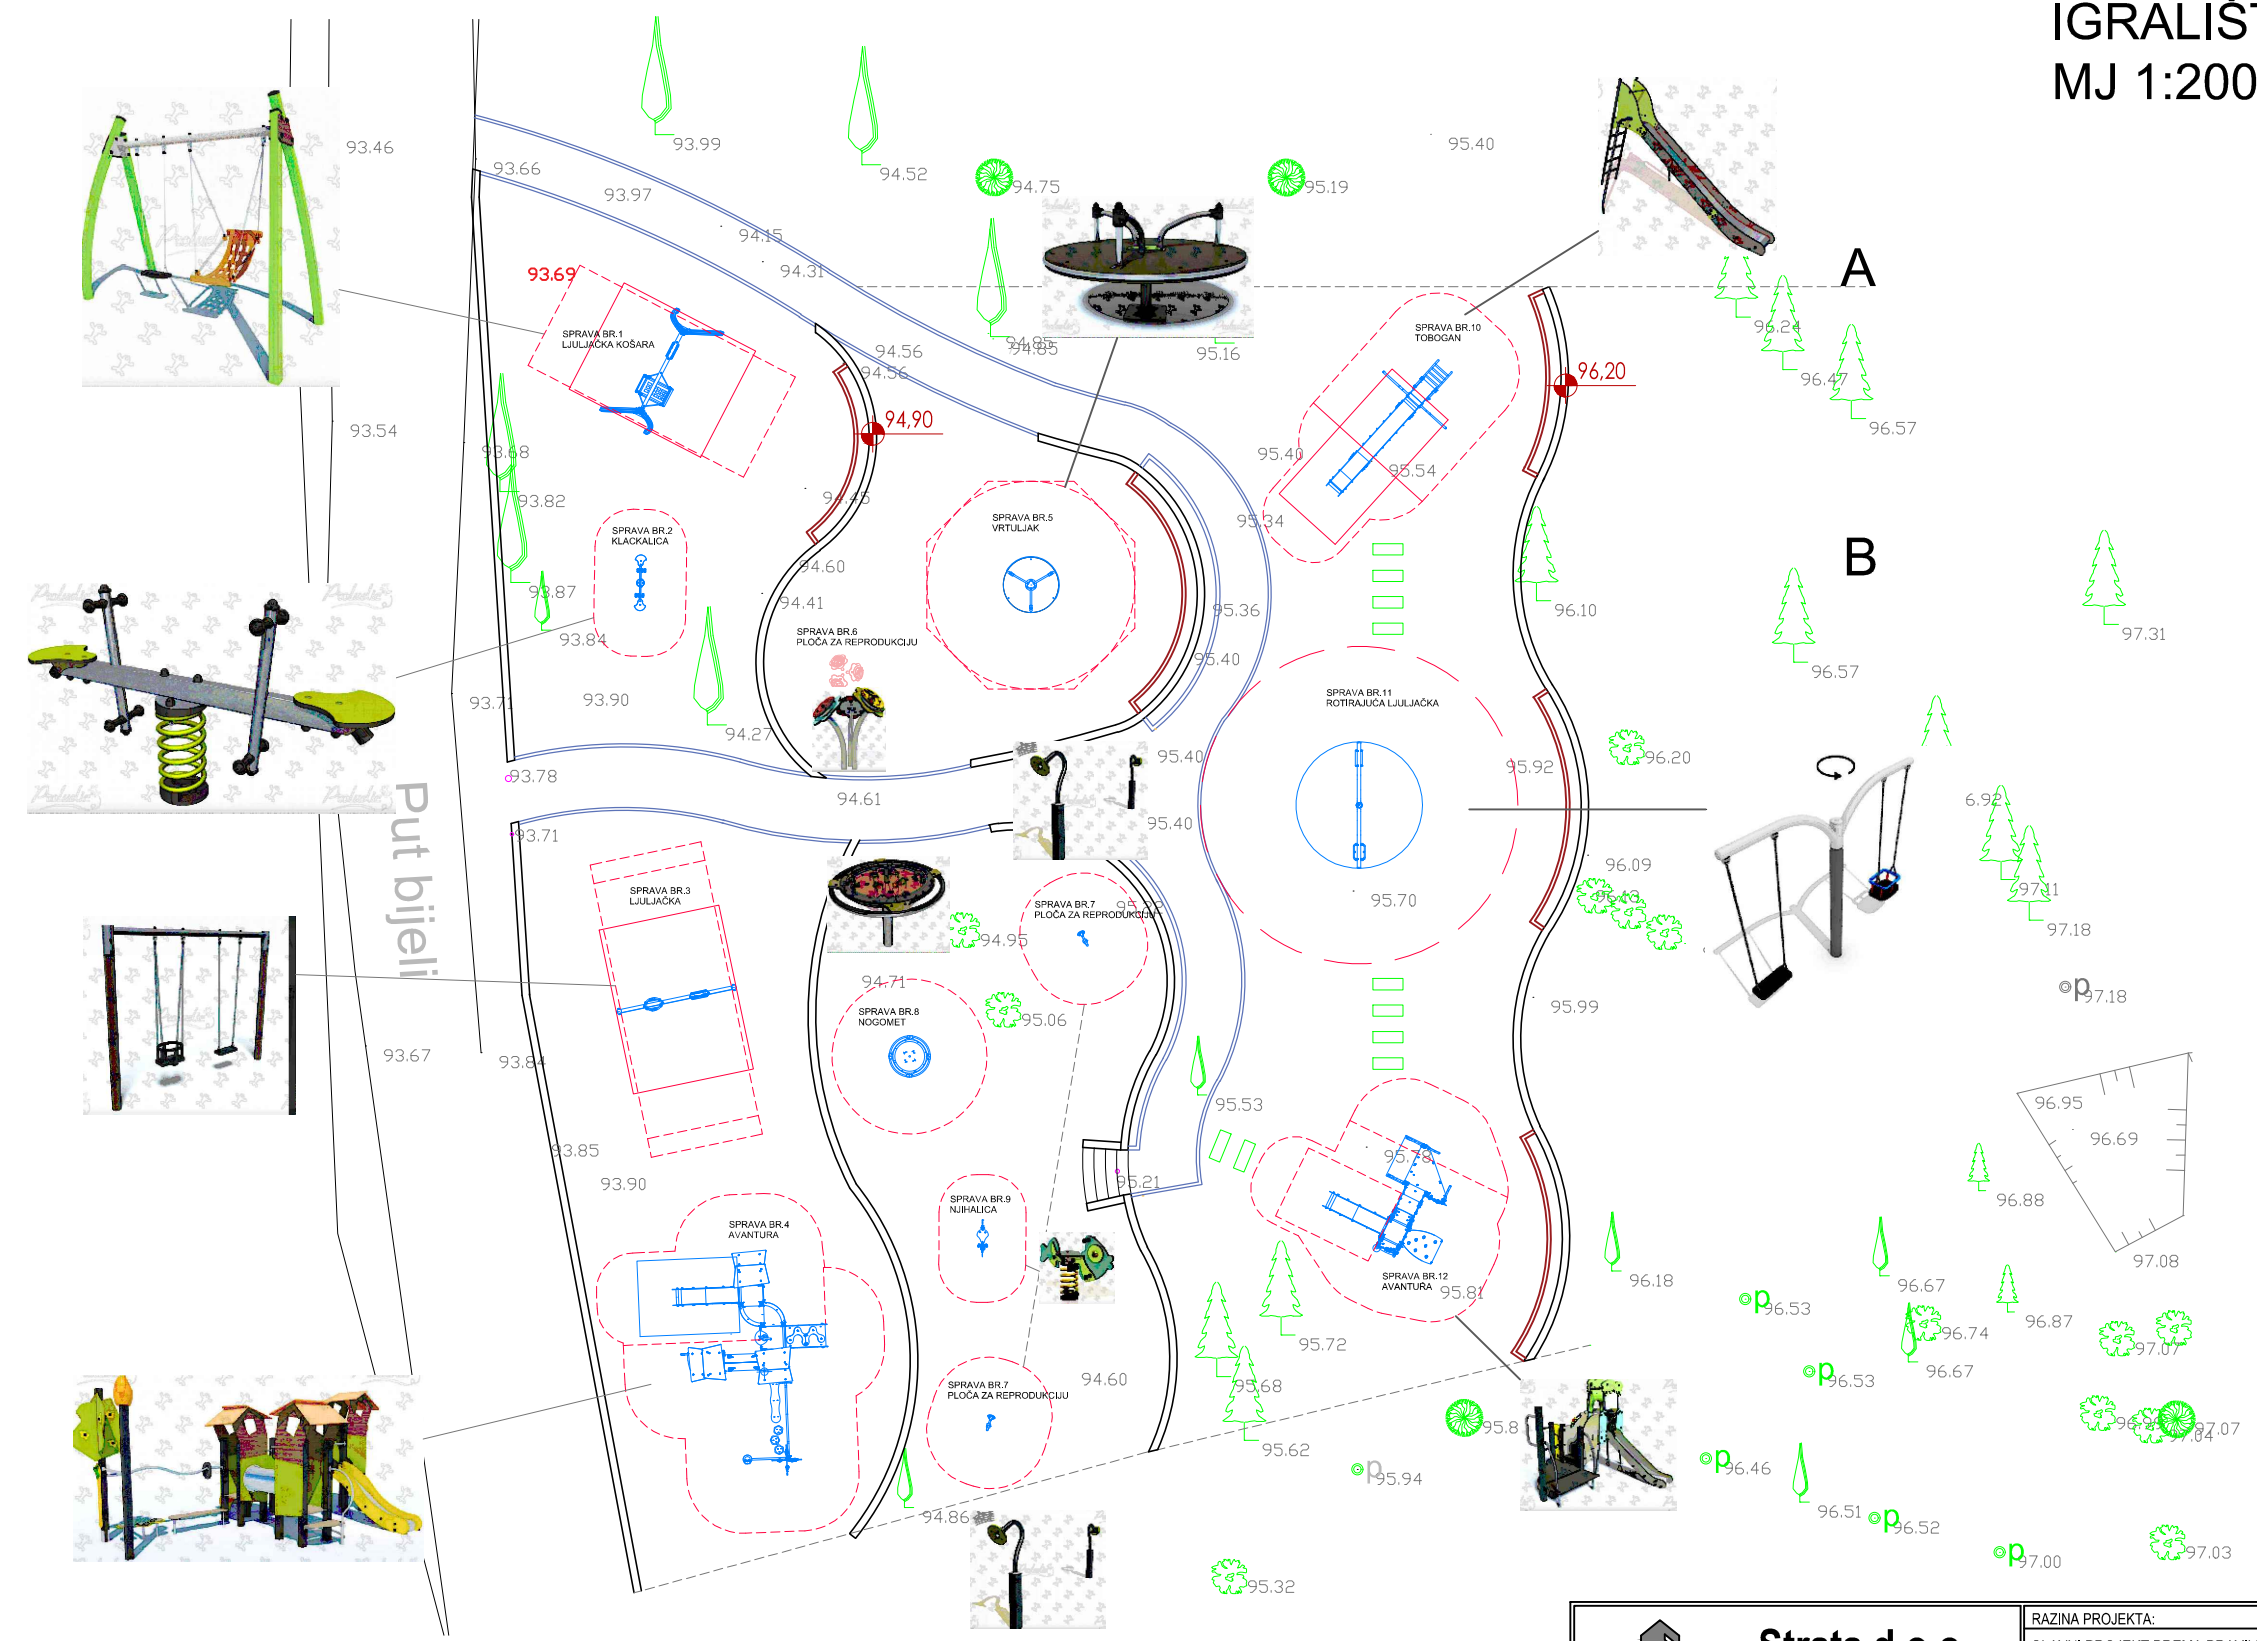 IGRALIŠT
MJ 1:200
93.46
93.99
94.52
95.40
93.66
93.97
94.75
95.19
94.15
94.31
A
93.69
SPRAVA BR.1
LJULJAČKA KOŠARA
94.56
94.85
95.16
SPRAVA BR.10
TOBOGAN
96.24
94.56
96,20
96.47
94,90
93.54
96.57
93.68
95.40
95.54
93.82
94.45
SPRAVA BR.5
VRTULJAK
95.34
SPRAVA BR.2
KLACKALICA
B
94.60
93.87
94.41
95.36
96.10
93.84
SPRAVA BR.6
PLOČA ZA REPRODUKCIJU
97.31
95.40
96.57
93.71
93.90
SPRAVA BR.11
ROTIRAJUĆA LJULJAČKA
94.27
95.40
95.92
96.20
93.78
94.61
6.92
Put bijeli
93.71
95.40
96.09
SPRAVA BR.3
LJULJAČKA
95.70
SPRAVA BR.7
PLOČA ZA REPRODUKCIJU
97.11
97.18
94.95
94.71
p
97.18
SPRAVA BR.8
NOGOMET
95.06
95.99
93.67
93.84
95.53
96.95
96.69
93.85
95.78
93.90
95.21
SPRAVA BR.9
NJIHALICA
96.88
SPRAVA BR.4
AVANTURA
97.08
SPRAVA BR.12
AVANTURA
95.81
96.18
96.67
p
96.53
96.87
96.74
95.72
97.07
94.60
p
96.53
96.67
SPRAVA BR.7
PLOČA ZA REPRODUKCIJU
95.68
95.8
97.04
97.07
95.62
p
95.94
p
96.46
94.86
96.51
p
96.52
p
97.00
97.03
95.32
Strata d.o.o.
RAZINA PROJEKTA: